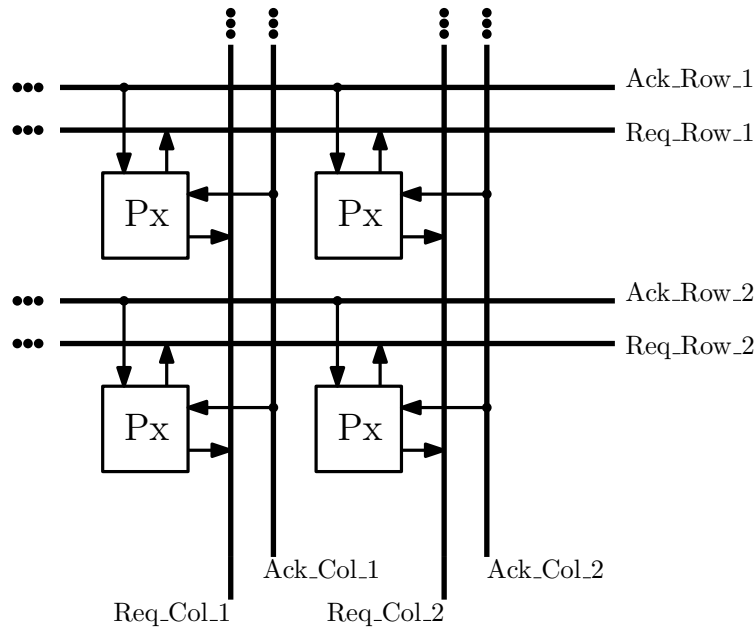 Ack_Row_1
Req_Row_1
Px Px
Ack_Row_2
Req_Row_2
Px Px
Ack_Col_1 Ack_Col_2
Req_Col_1 Req_Col_2